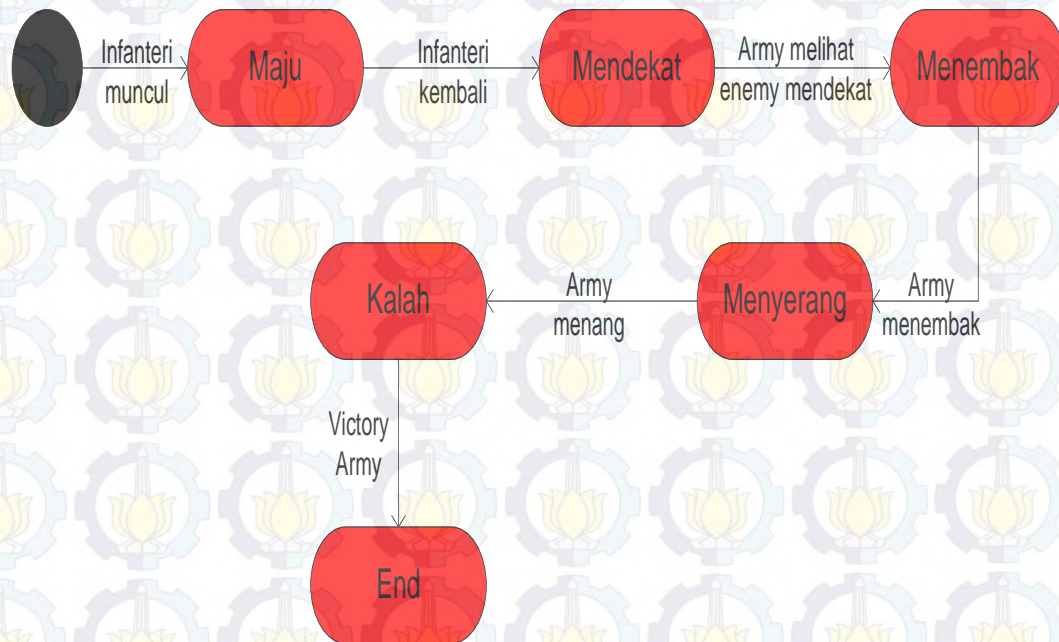 Infanteri
muncul
Maju
Infanteri
kembali
Mendekat
Army melihat
enemy mendekat
Menembak
Kalah
Army
menang
Menyerang
Army
menembak
Victory
Army
End